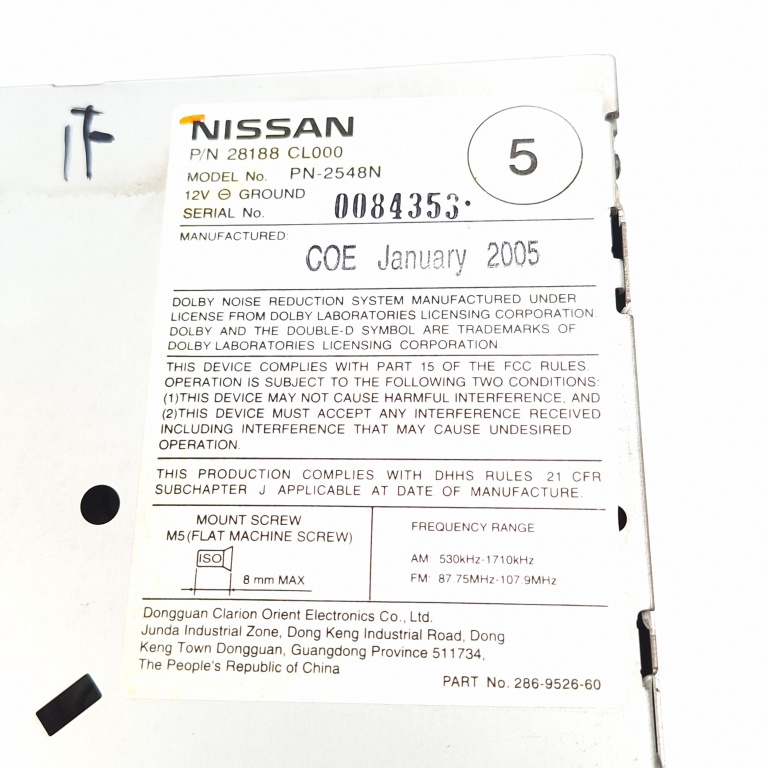 1F
NISSAN
5
P/N 28188 CL000
MODEL No. PN-2548N
12V ⊖ GROUND
SERIAL No. 0084353.
MANUFACTURED:
COE January 2005
DOLBY NOISE REDUCTION SYSTEM MANUFACTURED UNDER
LICENSE FROM DOLBY LABORATORIES LICENSING CORPORATION.
DOLBY AND THE DOUBLE-D SYMBOL ARE TRADEMARKS OF
DOLBY LABORATORIES LICENSING CORPORATION
THIS DEVICE COMPLIES WITH PART 15 OF THE FCC RULES.
OPERATION IS SUBJECT TO THE FOLLOWING TWO CONDITIONS:
(1)THIS DEVICE MAY NOT CAUSE HARMFUL INTERFERENCE, AND
(2)THIS DEVICE MUST ACCEPT ANY INTERFERENCE RECEIVED
INCLUDING INTERFERENCE THAT MAY CAUSE UNDESIRED
OPERATION.
THIS PRODUCTION COMPLIES WITH DHHS RULES 21 CFR
SUBCHAPTER J APPLICABLE AT DATE OF MANUFACTURE.
MOUNT SCREW
M5(FLAT MACHINE SCREW)
ISO
8 mm MAX
FREQUENCY RANGE
AM: 530kHz-1710kHz
FM: 87.75MHz-107.9MHz
Dongguan Clarion Orient Electronics Co., Ltd.
Junda Industrial Zone, Dong Keng Industrial Road, Dong
Keng Town Dongguan, Guangdong Province 511734,
The People's Republic of China
PART No. 286-9526-60